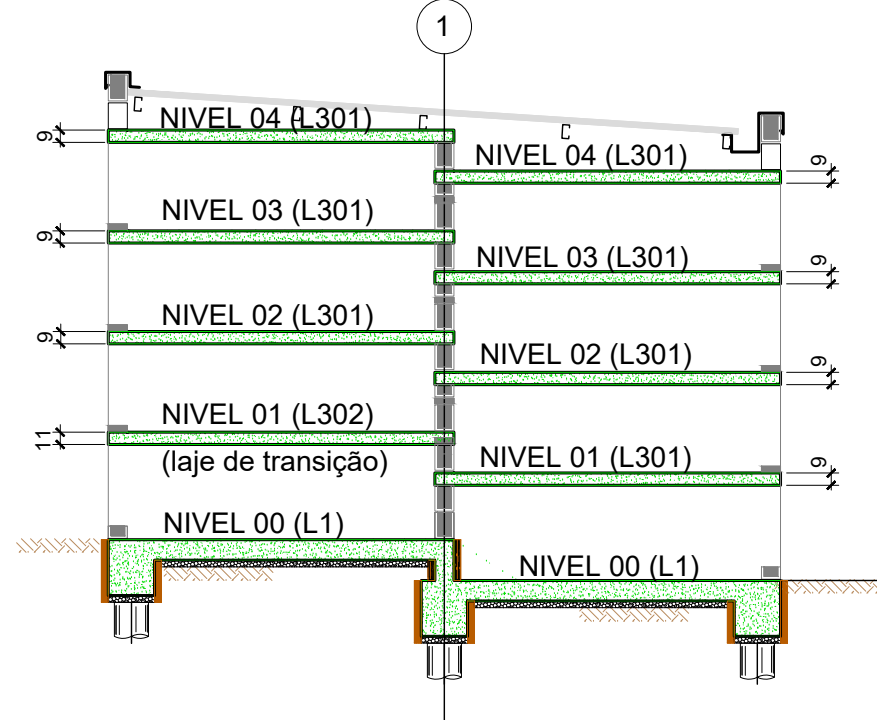 1
NIVEL 04 (L301)
9
NIVEL 04 (L301)
9
NIVEL 03 (L301)
9
NIVEL 03 (L301)
9
NIVEL 02 (L301)
9
NIVEL 02 (L301)
9
NIVEL 01 (L302)
11
(laje de transição)
NIVEL 01 (L301)
9
NIVEL 00 (L1)
NIVEL 00 (L1)